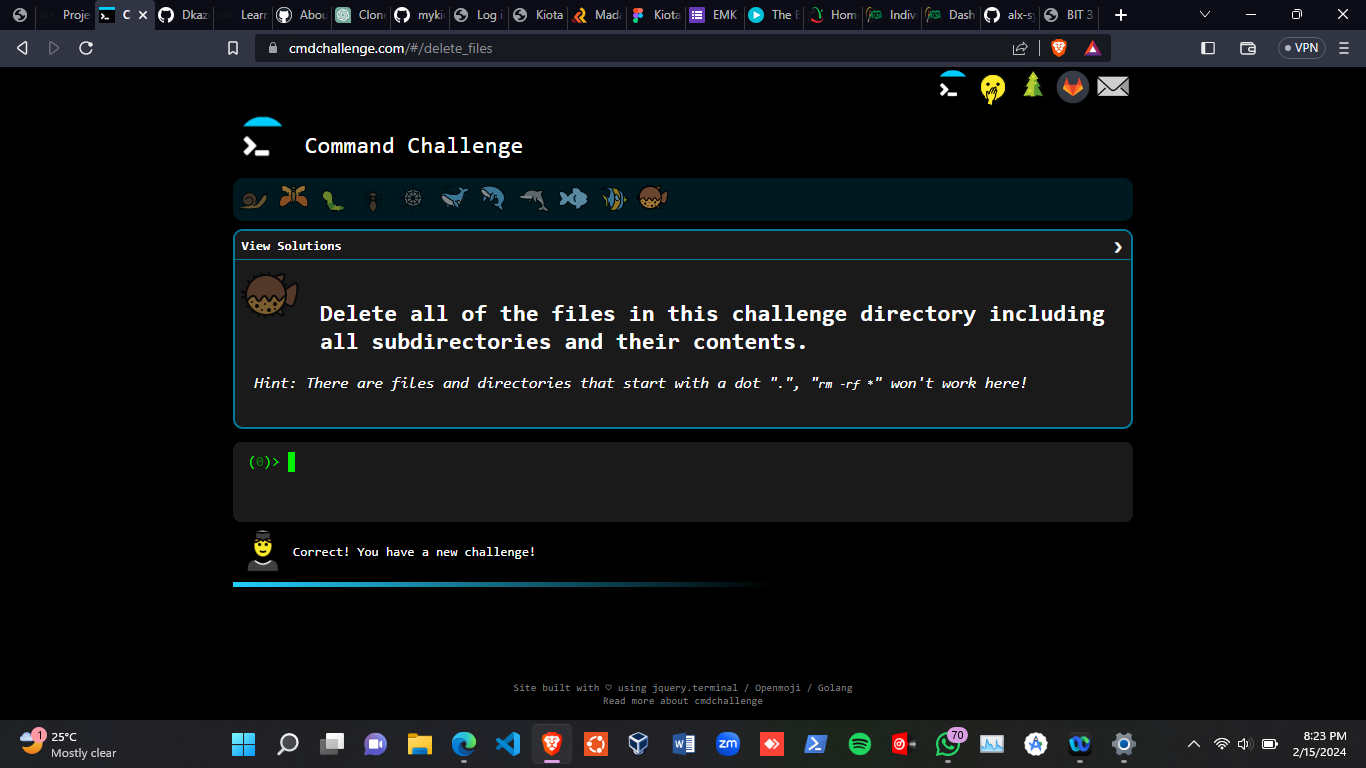 C
Dkaz
Learn
Abou
Clone
myki
Log i
Kiota
Mada
Kiota
EMK
The E
Hom
Indiv
Dash
alx-sy
BIT 3
cmdchallenge.com/#/delete_files
VPN
Command Challenge
View Solutions
Delete all of the files in this challenge directory including
all subdirectories and their contents.
Hint: There are files and directories that start with a dot ".", "rm -rf *" won't work here!
(0)>
Correct! You have a new challenge!
Site built with ♡ using jquery.terminal / Openmoji / Golang
Read more about cmdchallenge
1
25°C
Mostly clear
zm
70
8:23 PM
2/15/2024